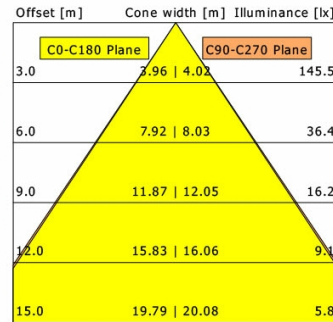 Offset [m] Cone width [m] Illuminance [lx]
C0-C180 Plane C90-C270 Plane
3.0 3.96 | 4.02 145.5
6.0 7.92 | 8.03 36.4
9.0 11.87 | 12.05 16.2
12.0 15.83 | 16.06 9.1
15.0 19.79 | 20.08 5.8